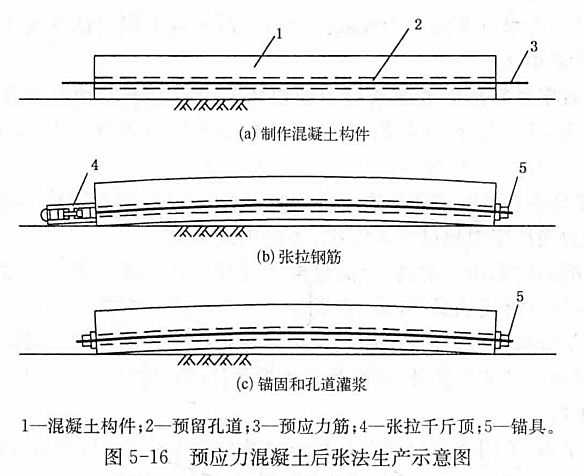 1
2
3
(a) 制作混凝土构件
4
5
(b) 张拉钢筋
5
(c) 锚固和孔道灌浆
1—混凝土构件;2—预留孔道;3—预应力筋;4—张拉千斤顶;5—锚具。
图 5-16 预应力混凝土后张法生产示意图